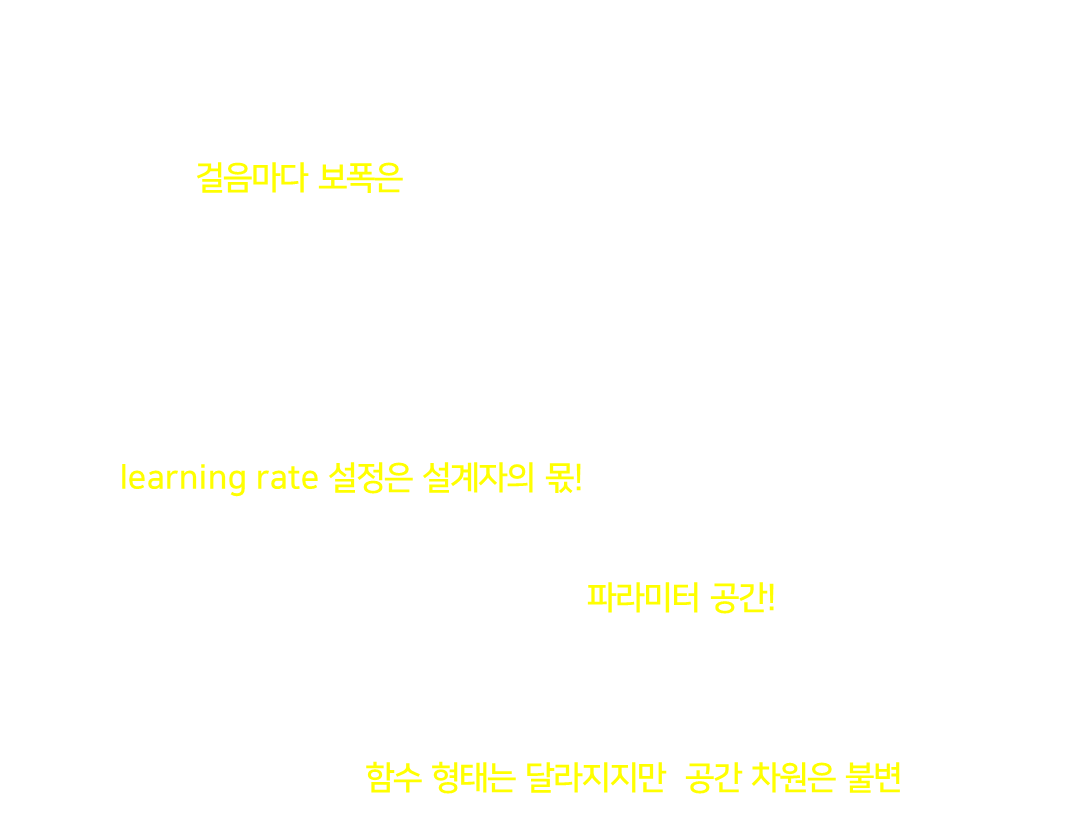 걸음마다 보폭은
learning rate 설정은 설계자의 몫!
파라미터 공간!
함수 형태는 달라지지만 공간 차원은 불변